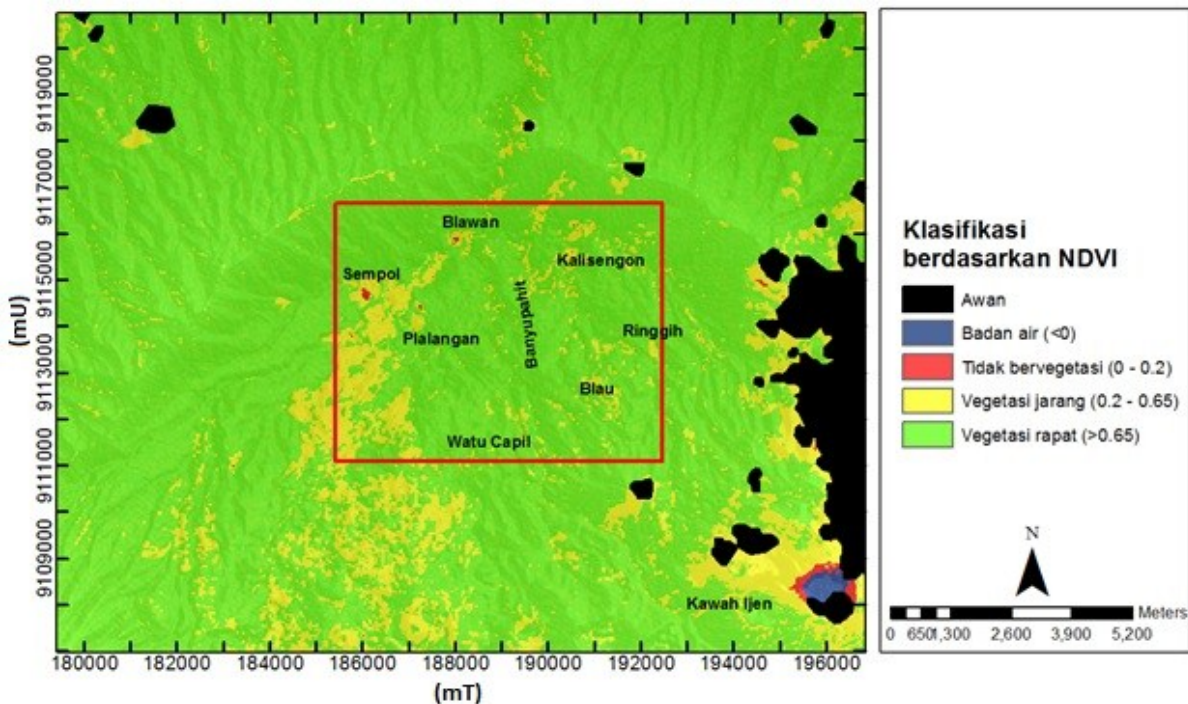 9119000
9117000
9115000
9113000
9111000
9109000
(mU)
Blawan
Kalisengon
Sempol
Banyupahit
Ringgih
Plalangan
Blau
Watu Capil
Kawah Ijen
180000 182000 184000 186000 188000 190000 192000 194000 196000
(mT)
Klasifikasi
berdasarkan NDVI
Awan
Badan air (<0)
Tidak bervegetasi (0 - 0.2)
Vegetasi jarang (0.2 - 0.65)
Vegetasi rapat (>0.65)
N
Meters
0 650 1,300 2,600 3,900 5,200